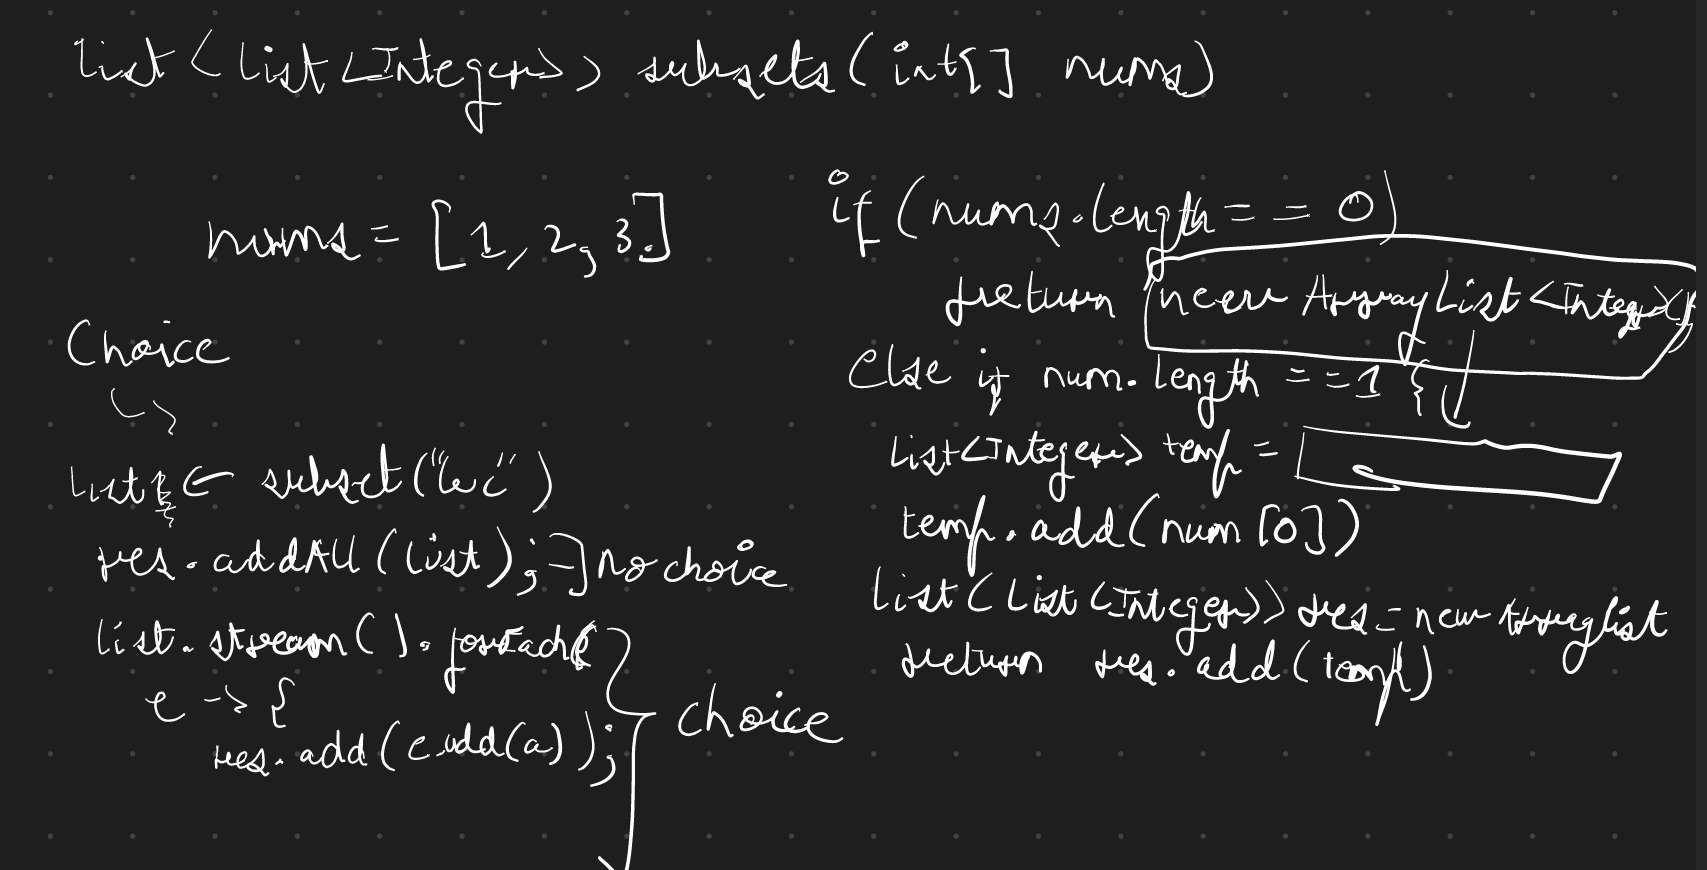 List<List<Integer>> subsets(int[] nums)
nums = [1, 2, 3]
Choice
List ← subset("bc")
res.addAll(list); ] no choice
list.stream().forEach(
e -> {
res.add(e.add(a));
choice
if (nums.length == 0)
return new ArrayList<Integer>()
Else if num.length == 1 {
List<Integer> temp =
temp.add(num[0])
List<List<Integer>> res = new ArrayList
return res.add(temp)